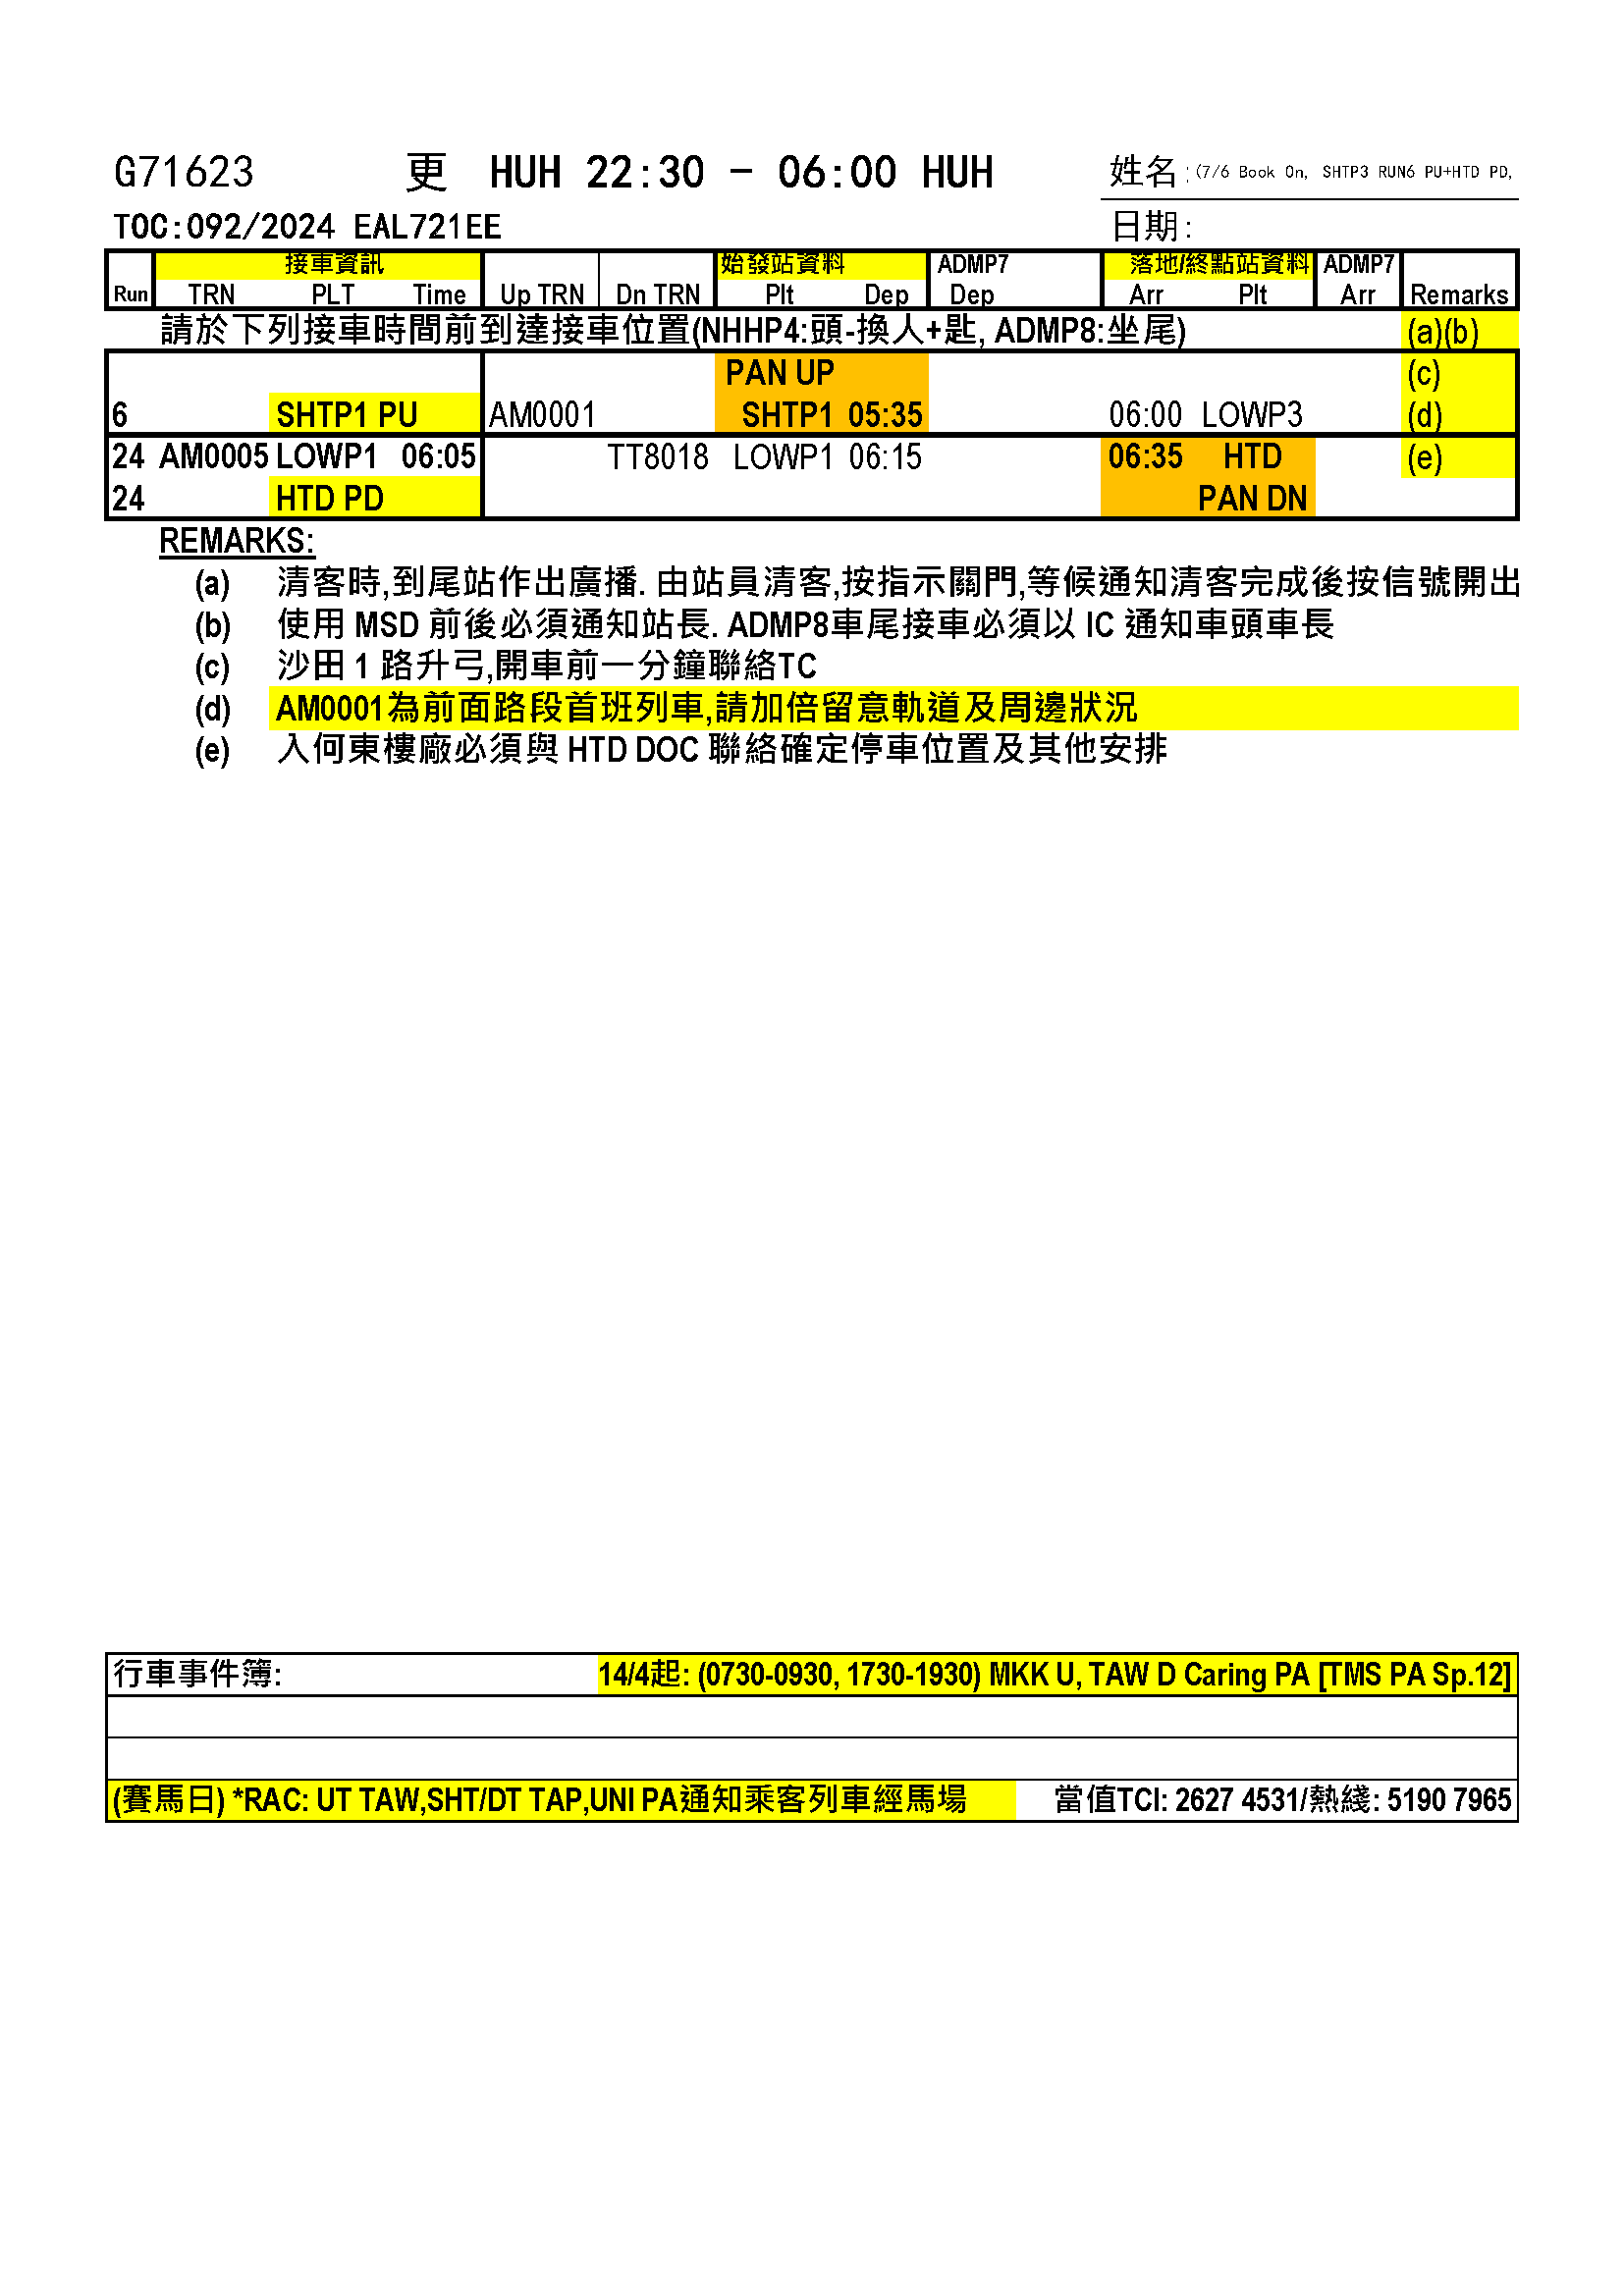 G71623 更 HUH 22:30 - 06:00 HUH 姓名:(7/6 Book On, SHTP3 RUN6 PU+HTD PD,
TOC:092/2024 EAL721EE 日期:
接車資訊 始發站資料 ADMP7 落地/終點站資料 ADMP7
Run TRN PLT Time Up TRN Dn TRN Plt Dep Dep Arr Plt Arr Remarks
請於下列接車時間前到達接車位置(NHHP4:頭-換人+匙, ADMP8:坐尾) (a)(b)
PAN UP (c)
6 SHTP1 PU AM0001 SHTP1 05:35 06:00 LOWP3 (d)
24 AM0005 LOWP1 06:05 TT8018 LOWP1 06:15 06:35 HTD (e)
24 HTD PD PAN DN
REMARKS:
(a) 清客時,到尾站作出廣播. 由站員清客,按指示關門,等候通知清客完成後按信號開出
(b) 使用 MSD 前後必須通知站長. ADMP8車尾接車必須以 IC 通知車頭車長
(c) 沙田 1 路升弓,開車前一分鐘聯絡TC
(d) AM0001為前面路段首班列車,請加倍留意軌道及周邊狀況
(e) 入何東樓廠必須與 HTD DOC 聯絡確定停車位置及其他安排
行車事件簿: 14/4起: (0730-0930, 1730-1930) MKK U, TAW D Caring PA [TMS PA Sp.12]
(賽馬日) *RAC: UT TAW,SHT/DT TAP,UNI PA通知乘客列車經馬場 當值TCI: 2627 4531/熱綫: 5190 7965